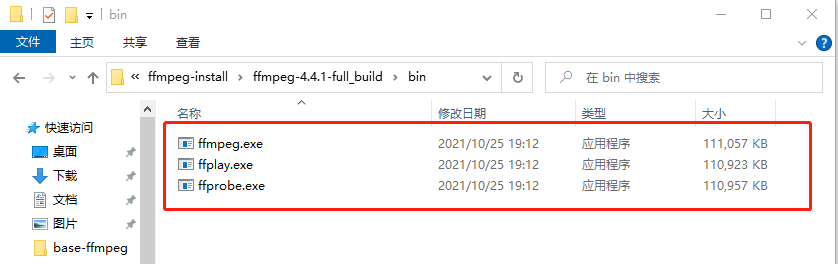 bin
文件 主页 共享 查看
« ffmpeg-install › ffmpeg-4.4.1-full_build › bin 在 bin 中搜索
名称 修改日期 类型 大小
快速访问
ffmpeg.exe 2021/10/25 19:12 应用程序 111,057 KB
桌面
ffplay.exe 2021/10/25 19:12 应用程序 110,923 KB
下载
ffprobe.exe 2021/10/25 19:12 应用程序 110,957 KB
文档
图片
base-ffmpeg